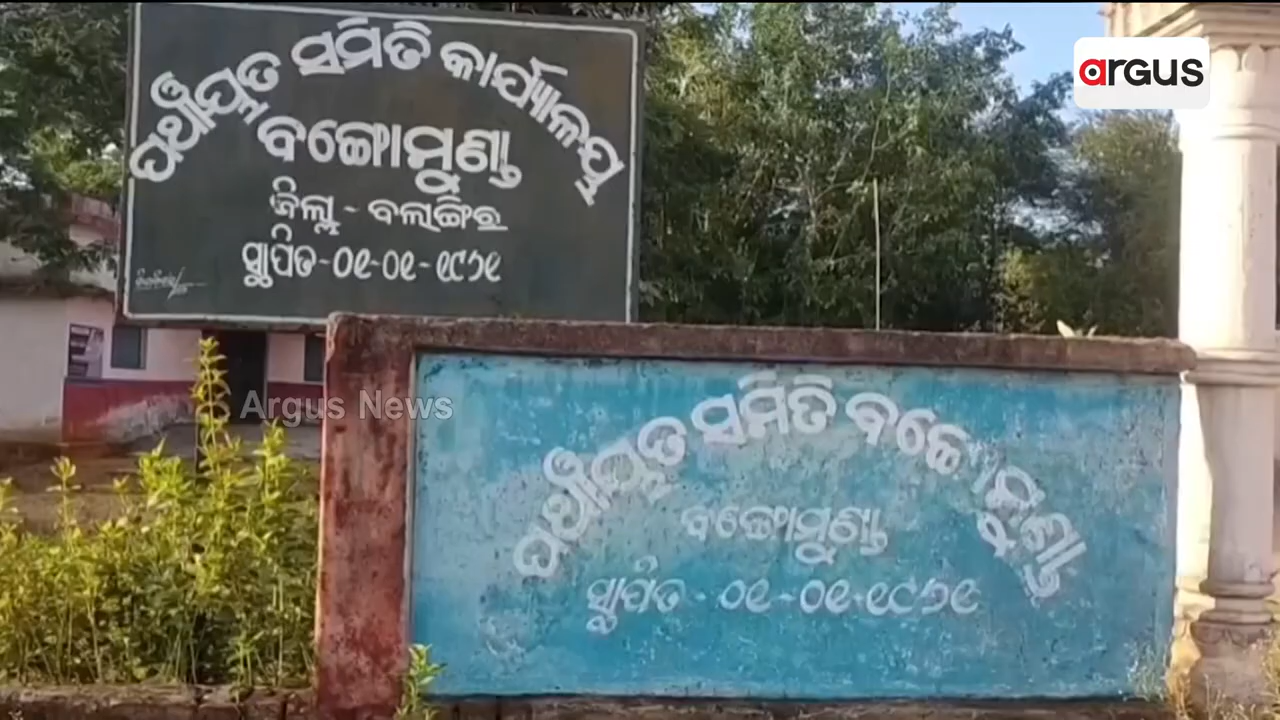 ପଞ୍ଚାୟତ ସମିତି କାର୍ଯ୍ୟାଳୟ
ବଙ୍ଗୋମୁଣ୍ଡା
ଜିଲ୍ଲା - ବଲାଙ୍ଗିର
ସ୍ଥାପିତ-୦୧-୦୧-୧୯୬୧
argus
Argus News
ପଞ୍ଚାୟତ ସମିତି ବଙ୍ଗୋମୁଣ୍ଡା
ବଙ୍ଗୋମୁଣ୍ଡା
ସ୍ଥାପିତ - ୦୧-୦୧-୧୯୬୧